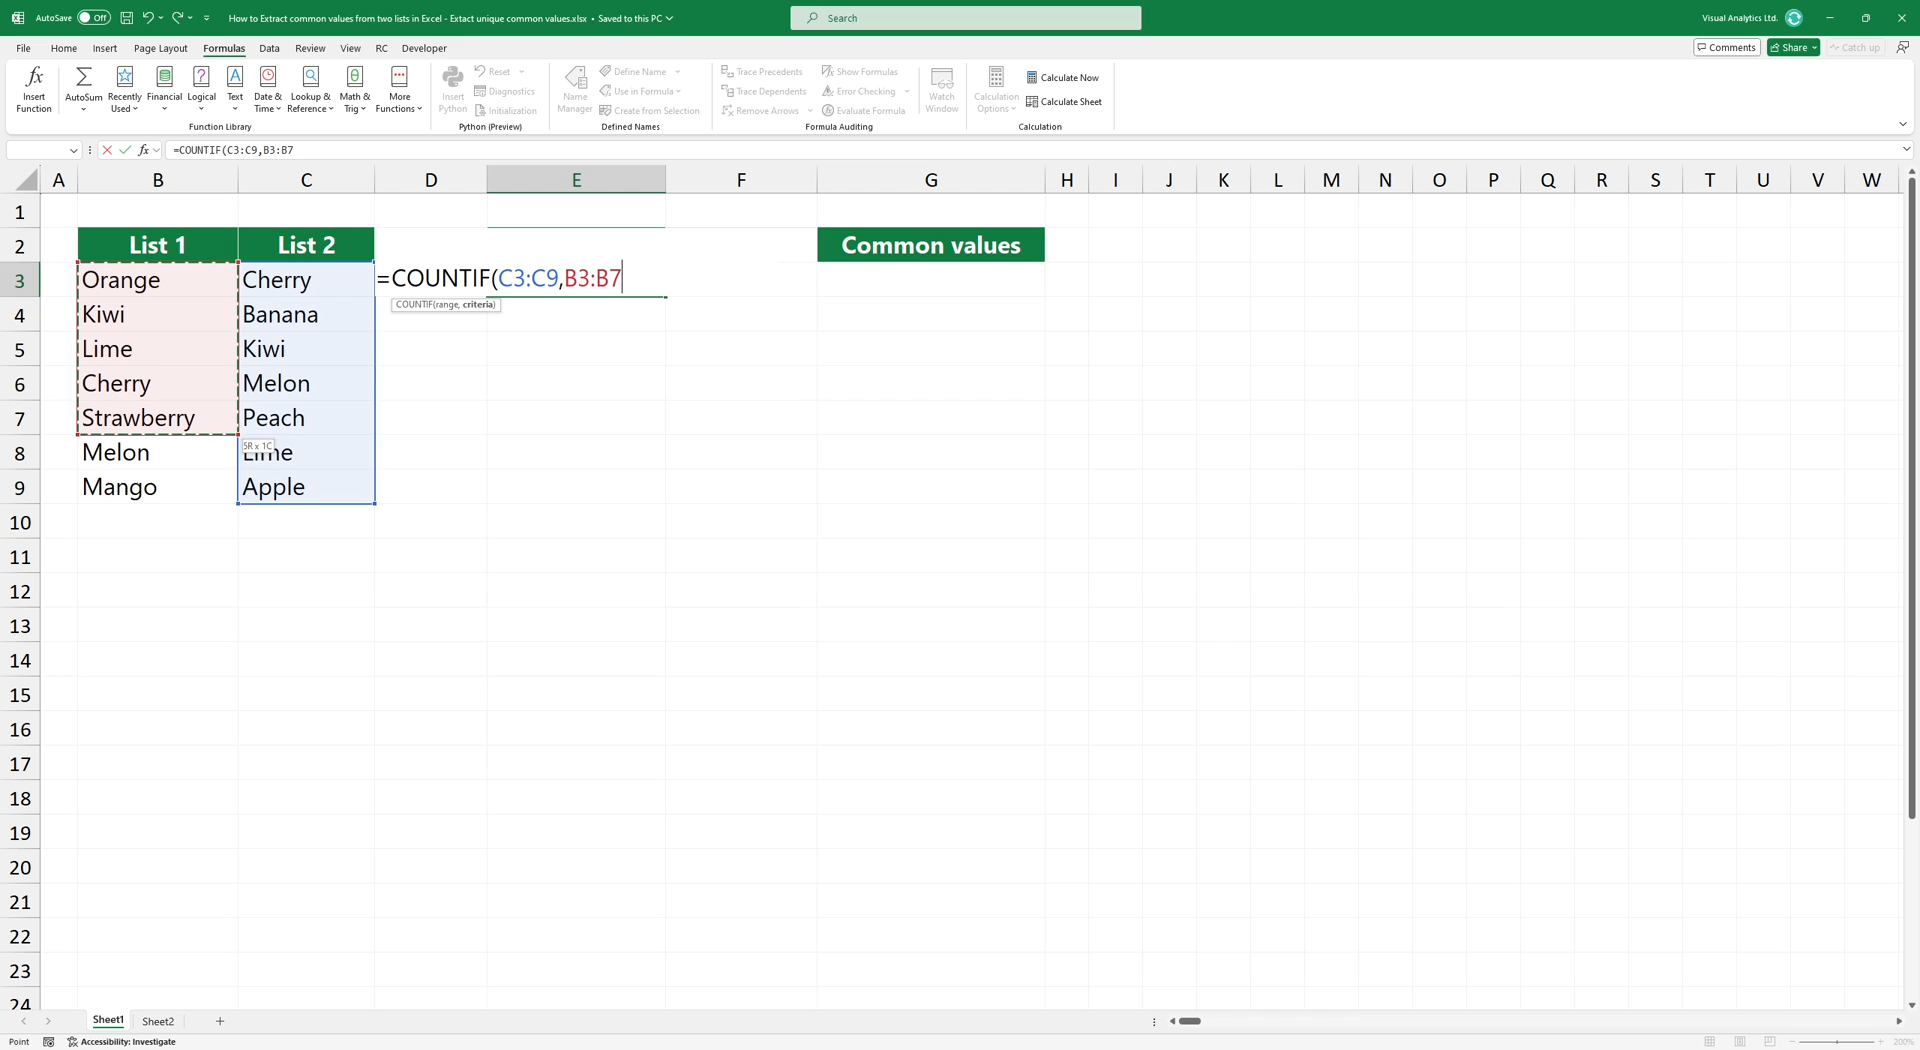 AutoSave Off How to Extract common values from two lists in Excel - Extact unique common values.xlsx • Saved to this PC Search Visual Analytics Ltd.
File Home Insert Page Layout Formulas Data Review View RC Developer Comments Share Catch up
Insert Function
AutoSum
Recently Used
Financial
Logical
Text
Date & Time
Lookup & Reference
Math & Trig
More Functions
Function Library
Insert Python
Reset
Diagnostics
Initialization
Python (Preview)
Name Manager
Define Name
Use in Formula
Create from Selection
Defined Names
Trace Precedents
Trace Dependents
Remove Arrows
Show Formulas
Error Checking
Evaluate Formula
Formula Auditing
Watch Window
Calculation Options
Calculate Now
Calculate Sheet
Calculation
fx =COUNTIF(C3:C9,B3:B7
A B C D E F G H I J K L M N O P Q R S T U V W
1
2 List 1 List 2 Common values
3 Orange Cherry =COUNTIF(C3:C9,B3:B7
COUNTIF(range, criteria)
4 Kiwi Banana
5 Lime Kiwi
6 Cherry Melon
7 Strawberry Peach
5R x 1C
8 Melon Lime
9 Mango Apple
10
11
12
13
14
15
16
17
18
19
20
21
22
23
24
Sheet1 Sheet2
Point Accessibility: Investigate 200%